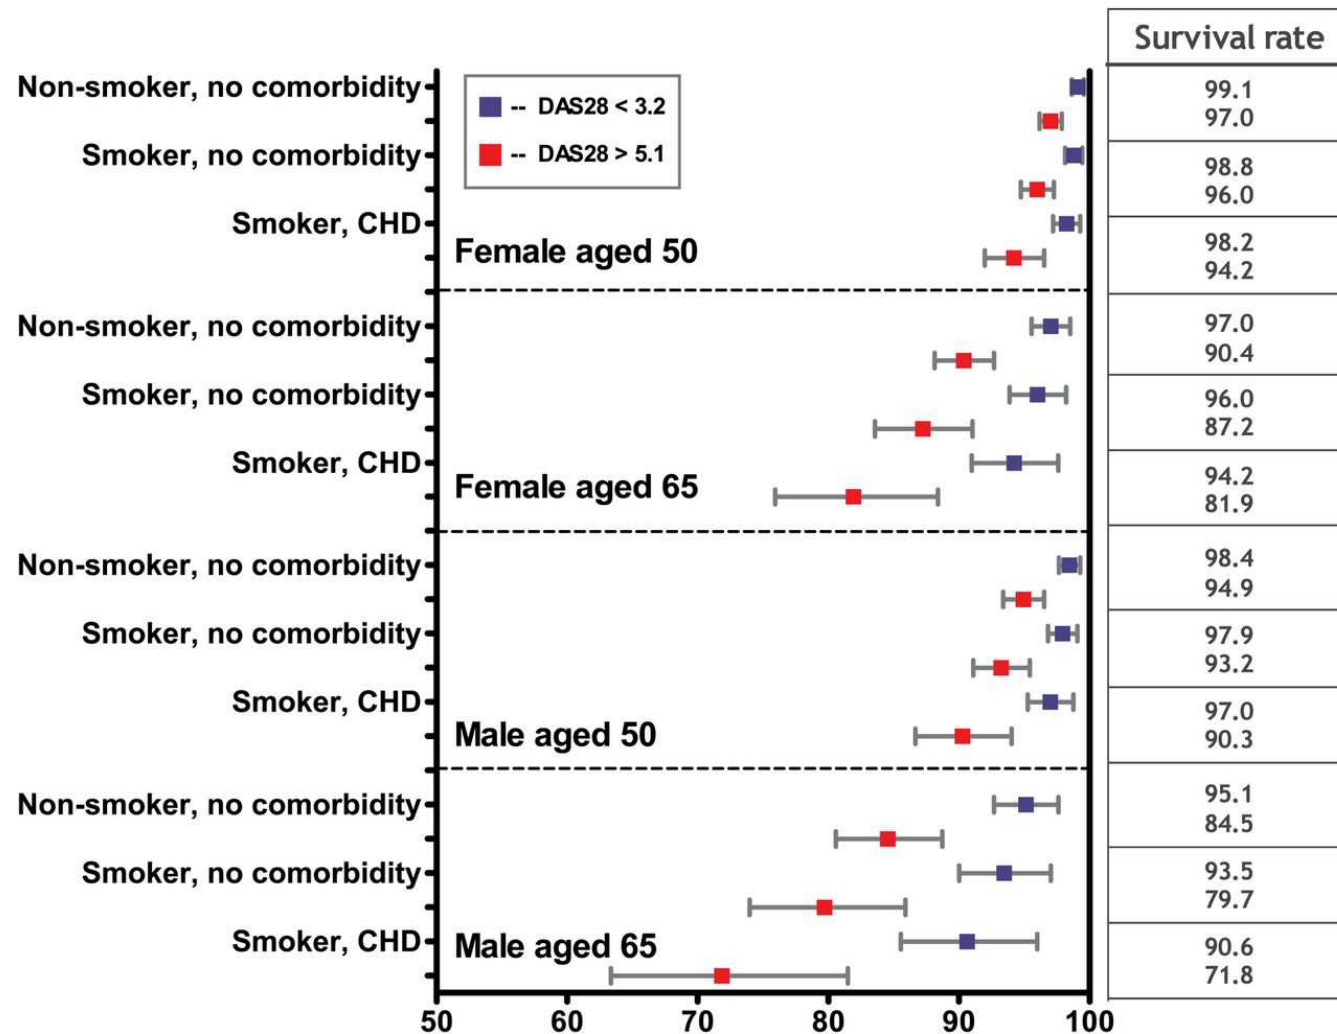 Survival rate
-- DAS28 < 3.2
-- DAS28 > 5.1
Non-smoker, no comorbidity
99.1
97.0
Smoker, no comorbidity
98.8
96.0
Smoker, CHD
98.2
94.2
Female aged 50
Non-smoker, no comorbidity
97.0
90.4
Smoker, no comorbidity
96.0
87.2
Smoker, CHD
94.2
81.9
Female aged 65
Non-smoker, no comorbidity
98.4
94.9
Smoker, no comorbidity
97.9
93.2
Smoker, CHD
97.0
90.3
Male aged 50
Non-smoker, no comorbidity
95.1
84.5
Smoker, no comorbidity
93.5
79.7
Smoker, CHD
90.6
71.8
Male aged 65
50 60 70 80 90 100